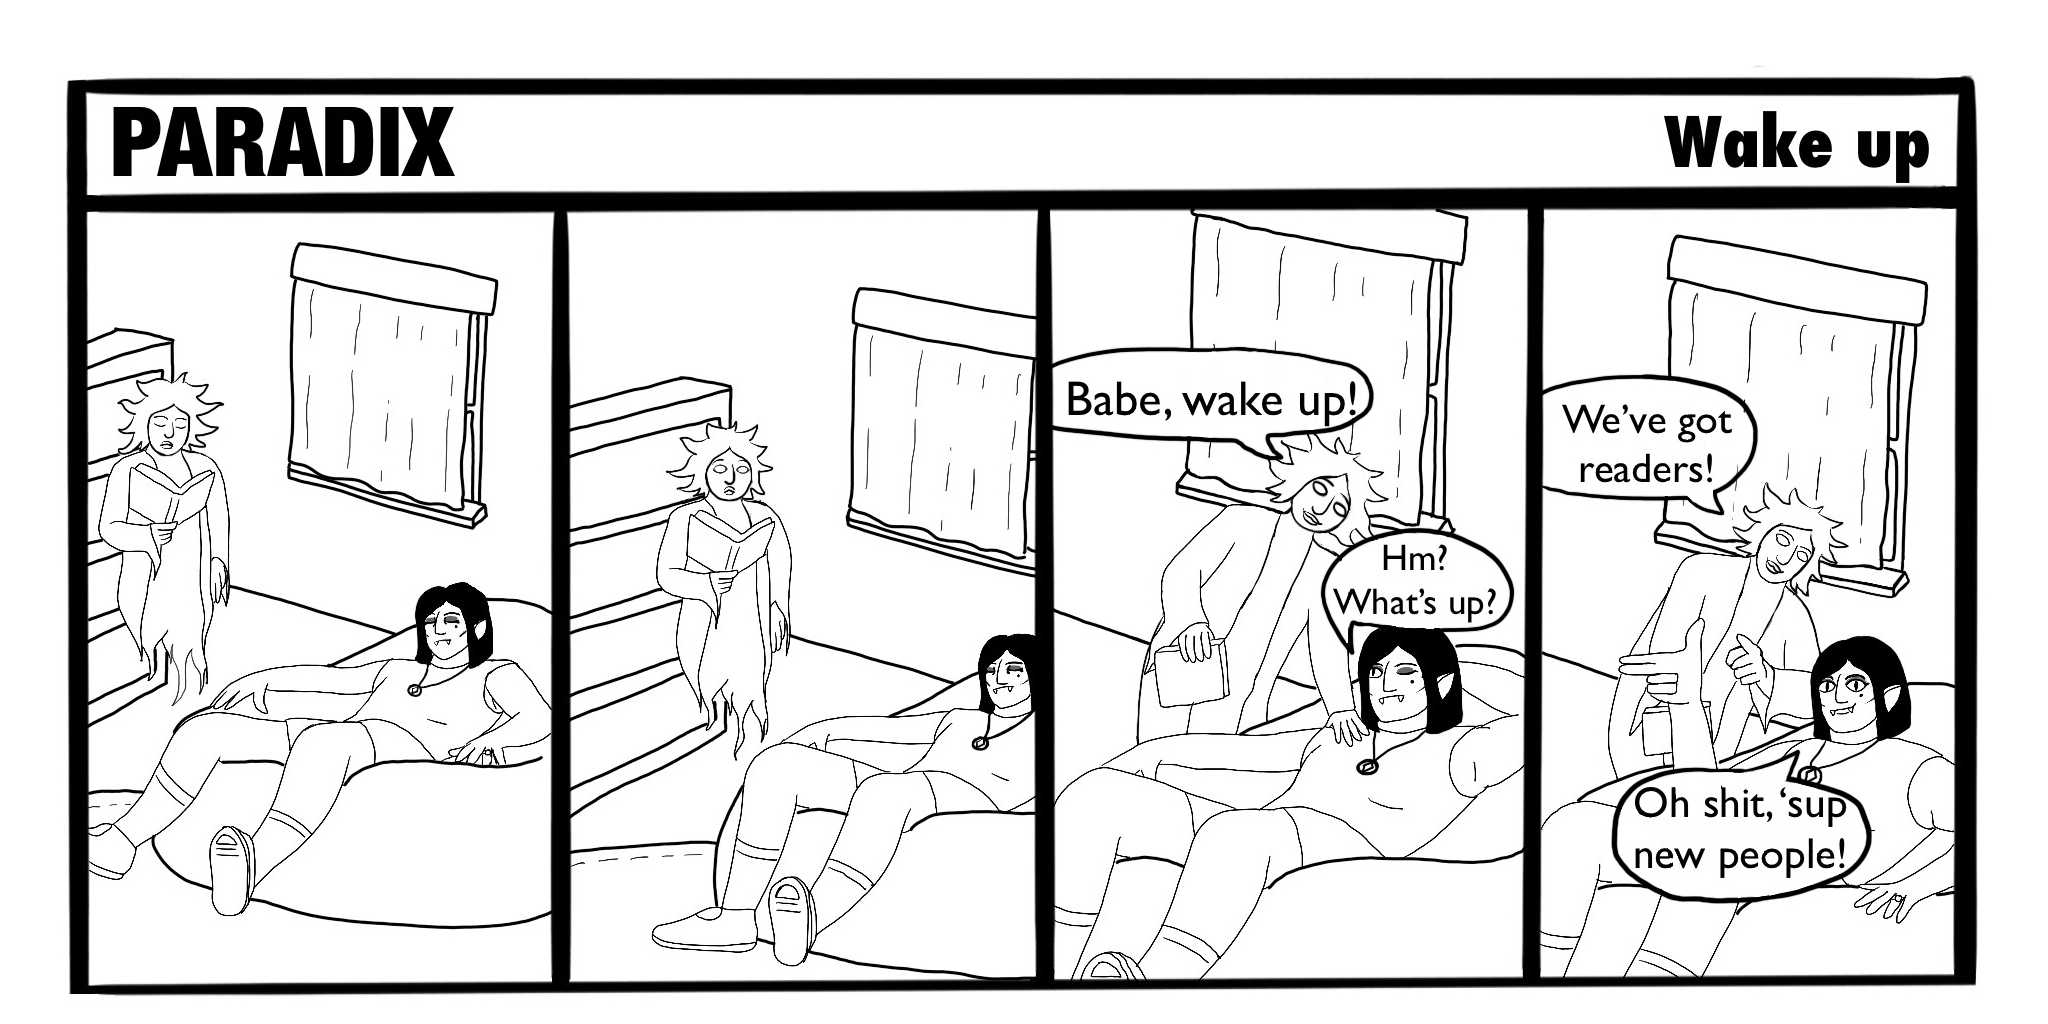 PARADIX
Wake up
Babe, wake up!
Hm?
What's up?
We've got
readers!
Oh shit, ‘sup
new people!